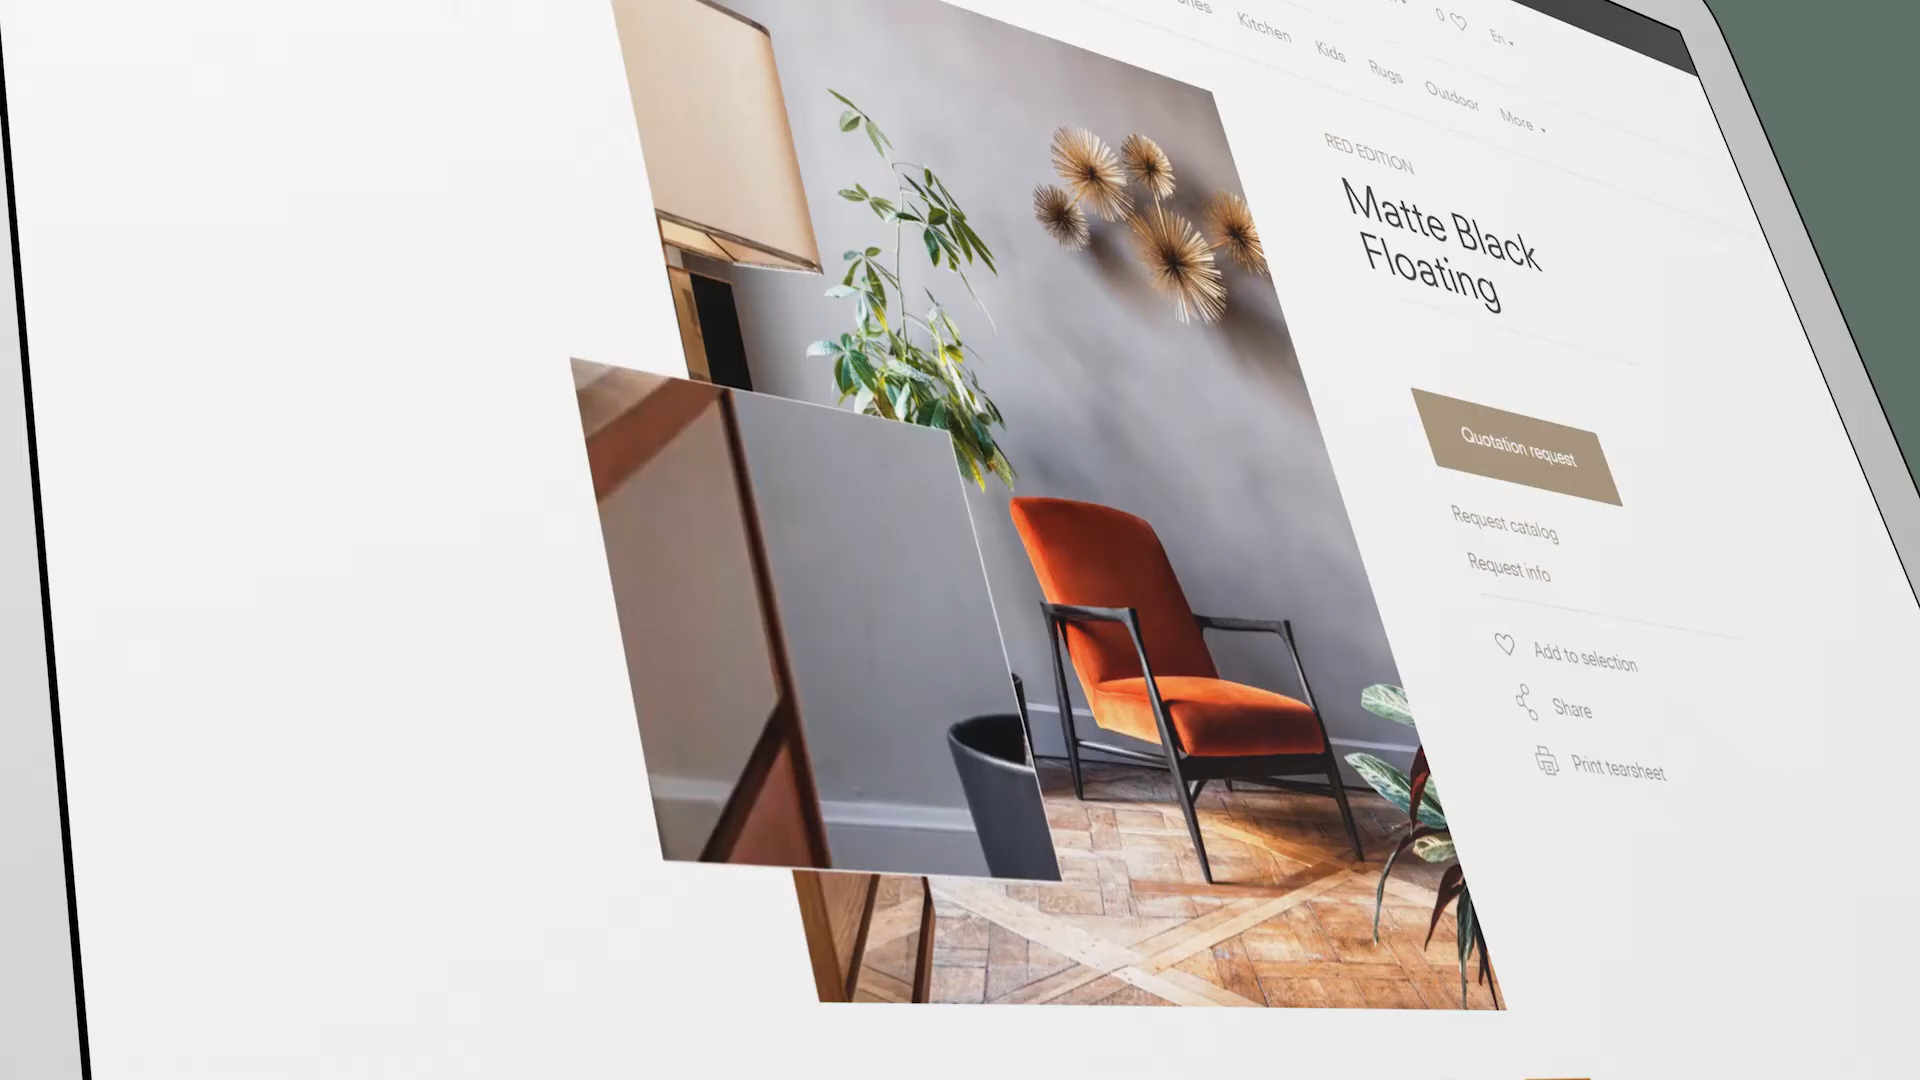 0
En
Kitchen
Kids
Rugs
Outdoor
More
RED EDITION
Matte Black
Floating
Quotation request
Request catalog
Request info
Add to selection
Share
Print tearsheet